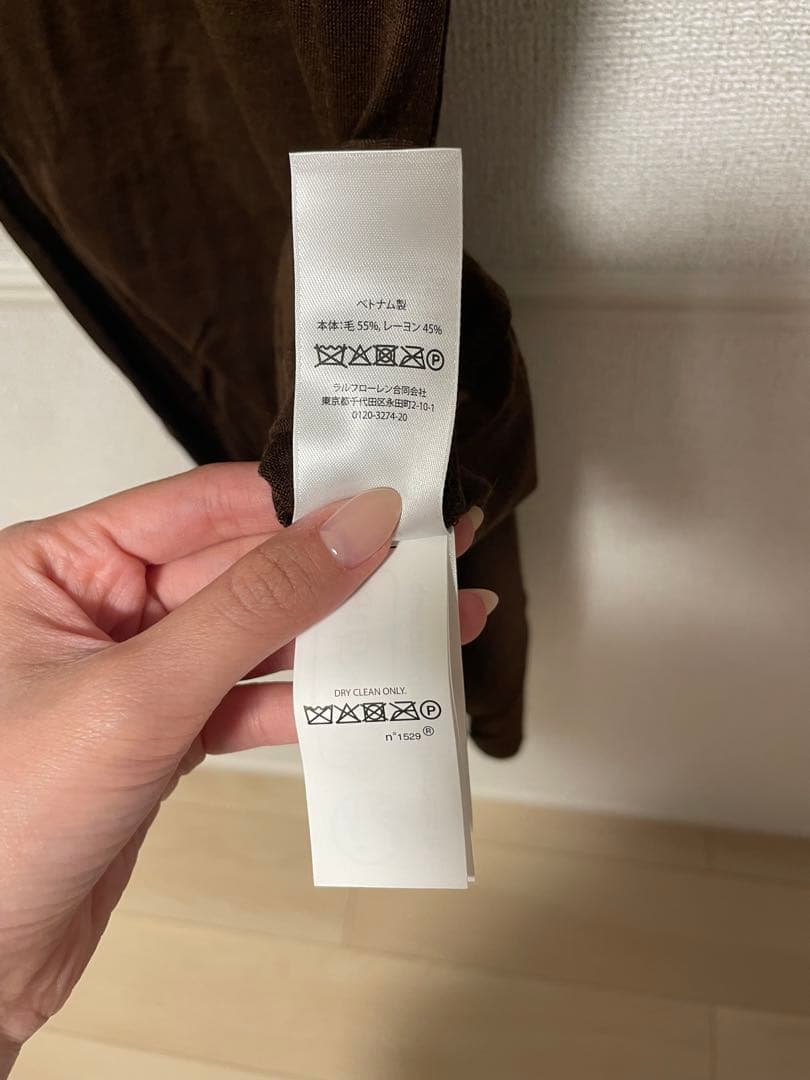 ベトナム製
本体:毛 55%, レーヨン 45%
P
ラルフローレン合同会社
東京都千代田区永田町2-10-1
0120-3274-20
DRY CLEAN ONLY.
P
n°1529 ®